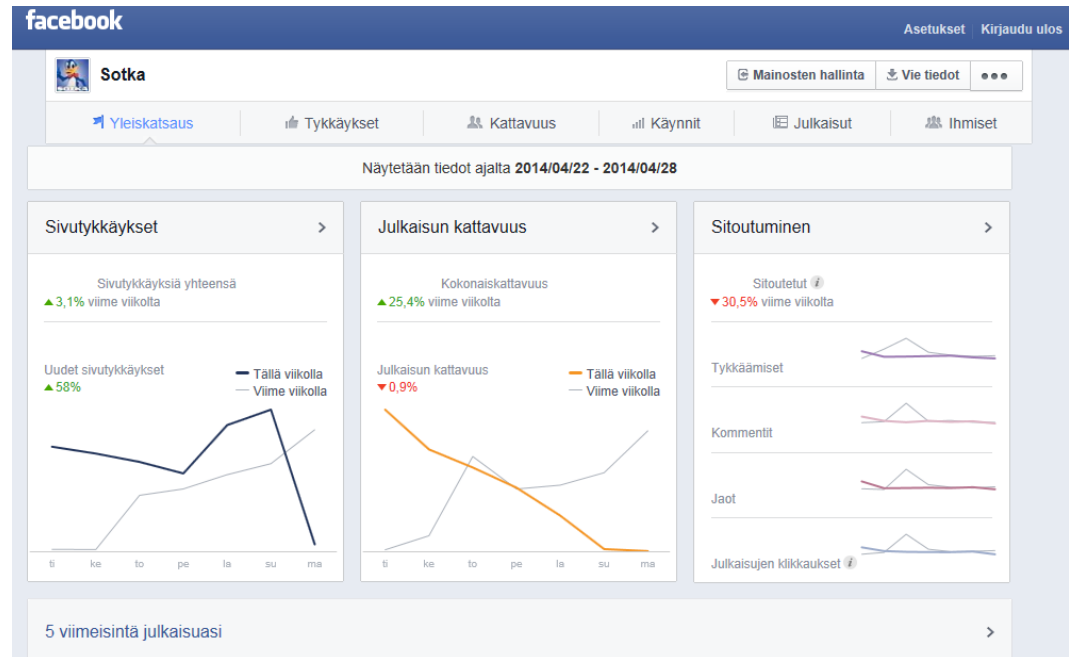 facebook
Asetukset Kirjaudu ulos
Sotka
Mainosten hallinta Vie tiedot
Yleiskatsaus Tykkäykset Kattavuus Käynnit Julkaisut Ihmiset
Näytetään tiedot ajalta 2014/04/22 - 2014/04/28
Sivutykkäykset
Sivutykkäyksiä yhteensä
3,1% viime viikolta
Uudet sivutykkäykset
58%
Tällä viikolla
Viime viikolla
ti ke to pe la su ma
Julkaisun kattavuus
Kokonaiskattavuus
25,4% viime viikolta
Julkaisun kattavuus
0,9%
Tällä viikolla
Viime viikolla
ti ke to pe la su ma
Sitoutuminen
Sitoutetut i
30,5% viime viikolta
Tykkäämiset
Kommentit
Jaot
Julkaisujen klikkaukset i
5 viimeisintä julkaisuasi